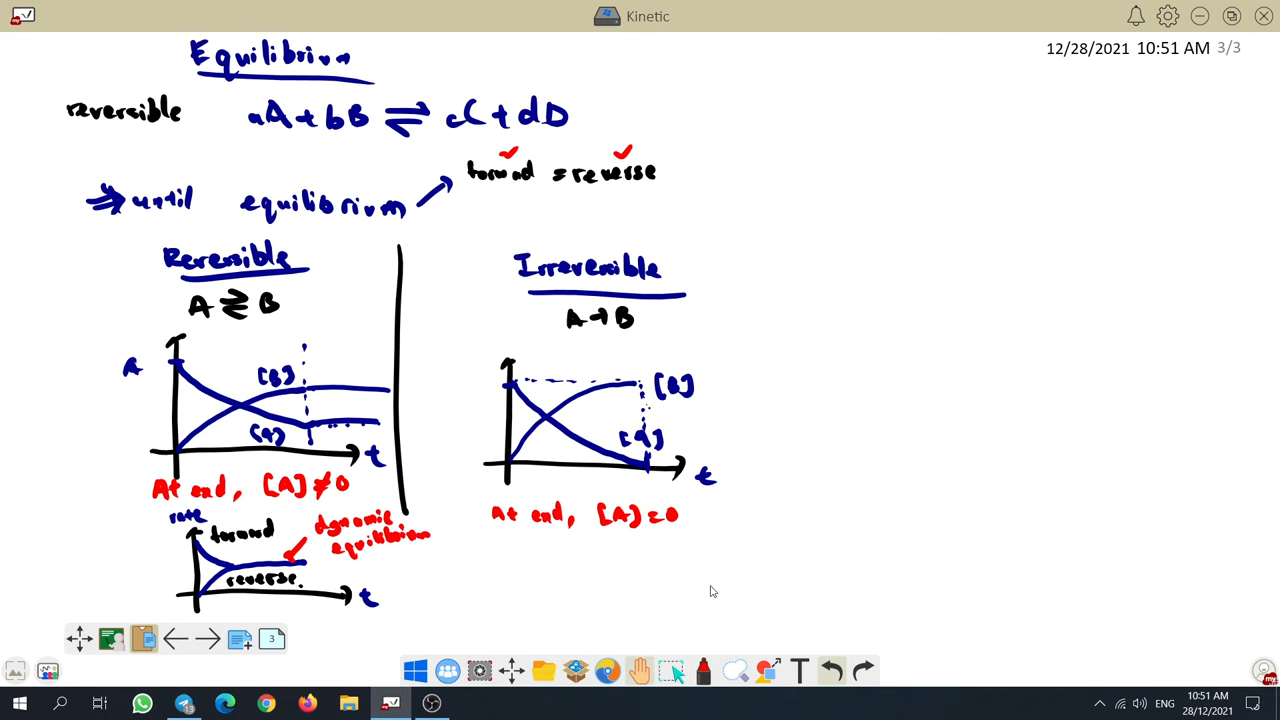 Kinetic
12/28/2021 10:51 AM 3/3
Equilibrium
reversible aA + bB ⇌ cC + dD
forward = reverse
⇒ until equilibrium
Reversible
A ⇌ B
A
[B]
[A]
t
At end, [A] ≠ 0
rate
forward
dynamic
equilibrium
reverse.
t
Irreversible
A → B
[B]
[A]
t
At end, [A] = 0
3
ENG
10:51 AM
28/12/2021